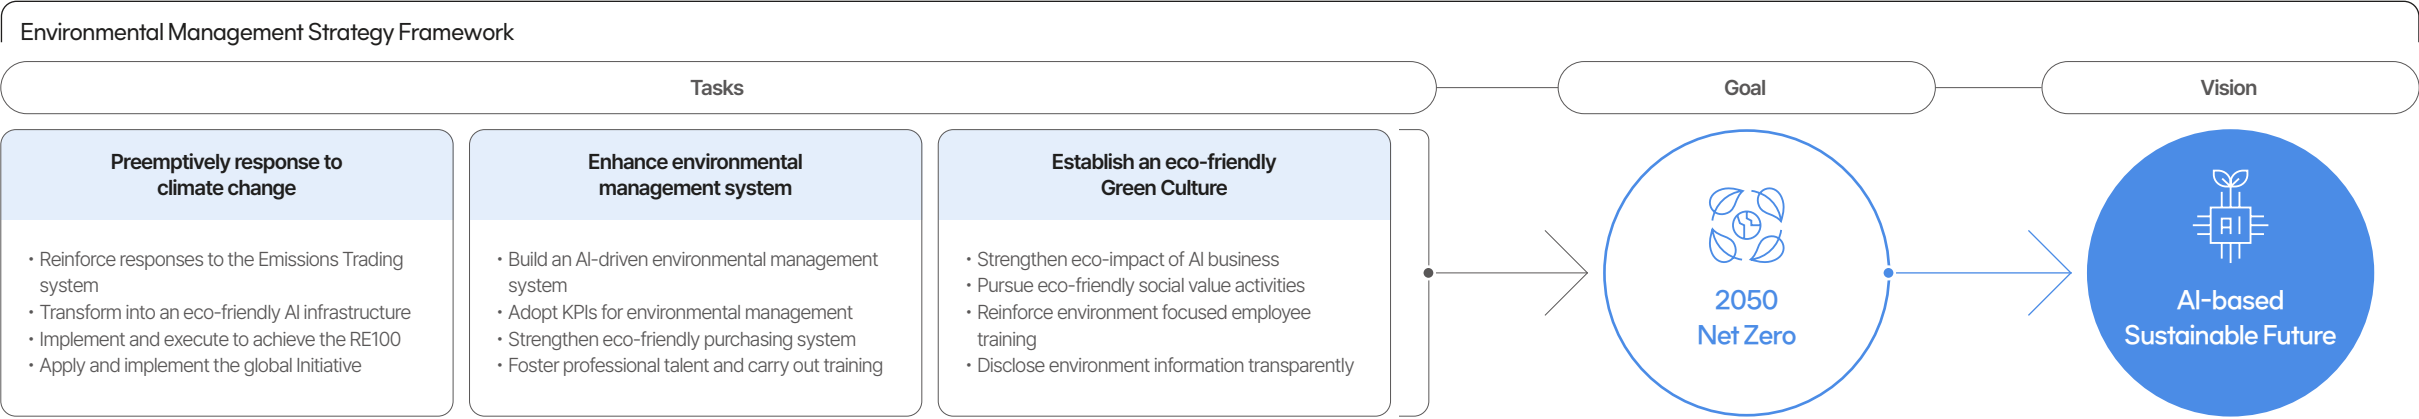 Environmental Management Strategy Framework
Tasks
Goal
Vision
Preemptively response to
climate change
• Reinforce responses to the Emissions Trading
system
• Transform into an eco-friendly AI infrastructure
• Implement and execute to achieve the RE100
• Apply and implement the global Initiative
Enhance environmental
management system
• Build an AI-driven environmental management
system
• Adopt KPIs for environmental management
• Strengthen eco-friendly purchasing system
• Foster professional talent and carry out training
Establish an eco-friendly
Green Culture
• Strengthen eco-impact of AI business
• Pursue eco-friendly social value activities
• Reinforce environment focused employee
training
• Disclose environment information transparently
2050
Net Zero
AI
AI-based
Sustainable Future